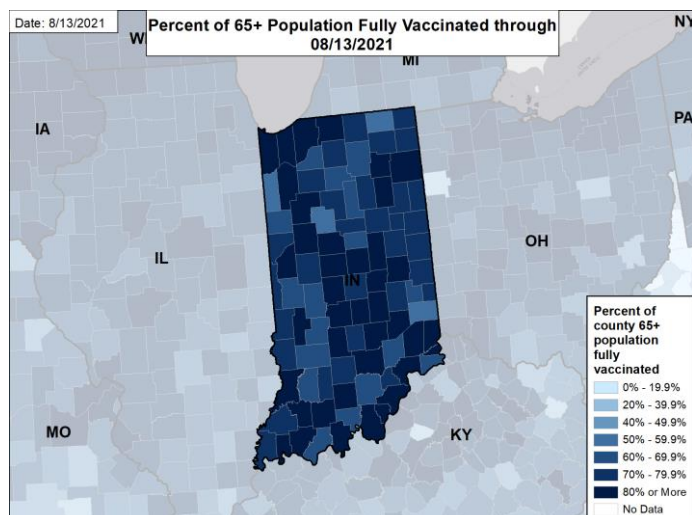 Date: 8/13/2021
Percent of 65+ Population Fully Vaccinated through
08/13/2021
WI
MI
NY
IA
PA
IL
IN
OH
MO
KY
Percent of
county 65+
population
fully
vaccinated
0% - 19.9%
20% - 39.9%
40% - 49.9%
50% - 59.9%
60% - 69.9%
70% - 79.9%
80% or More
No Data